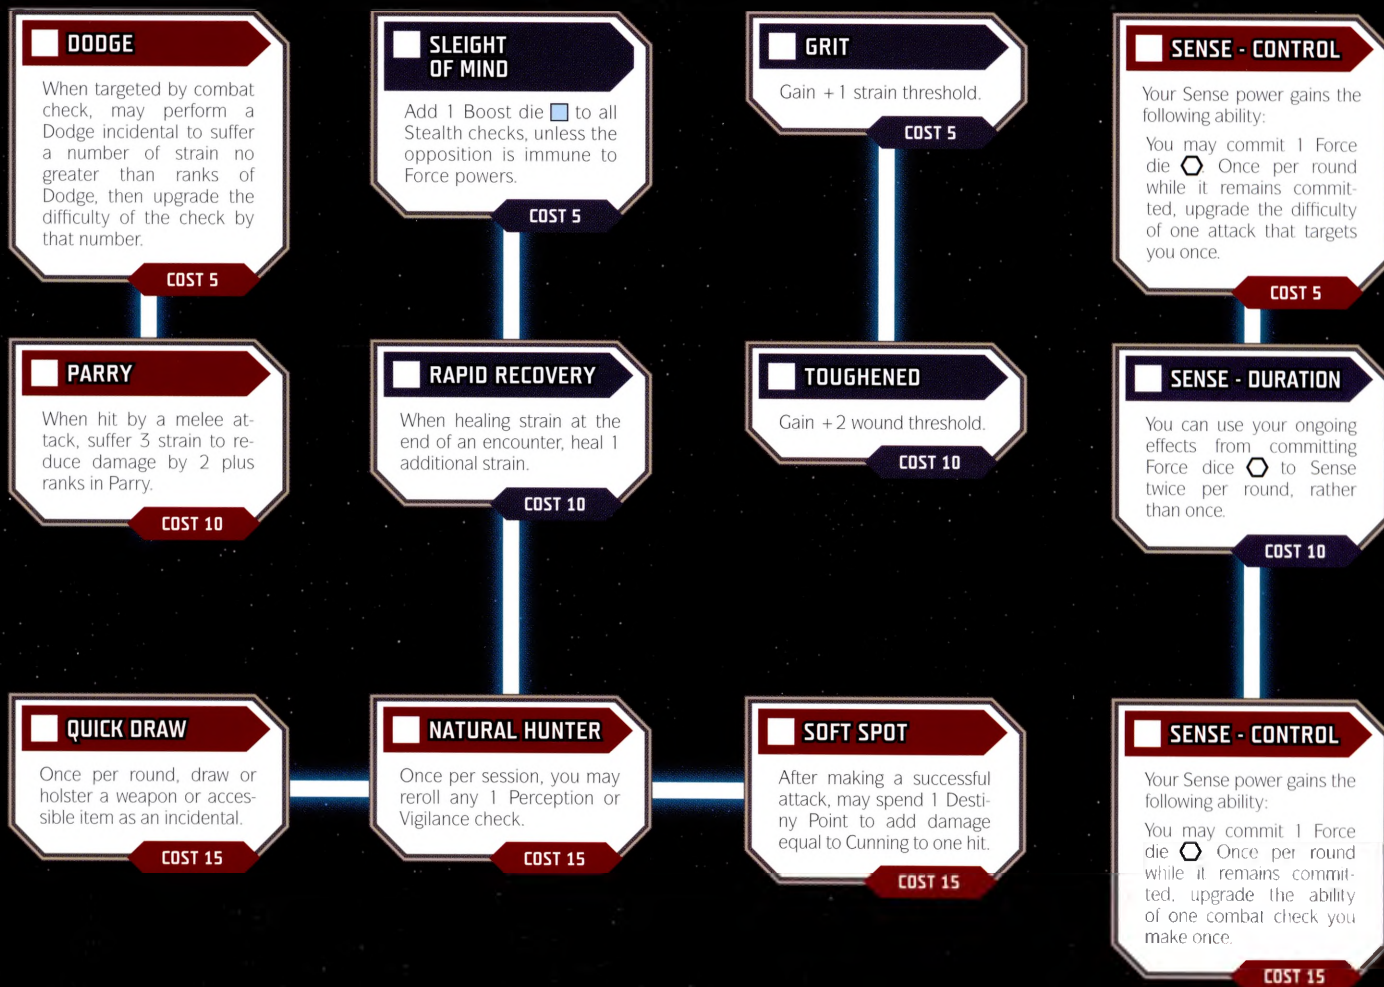 DODGE
When targeted by combat
check, may perform a
Dodge incidental to suffer
a number of strain no
greater than ranks of
Dodge, then upgrade the
difficulty of the check by
that number.
COST 5
SLEIGHT
OF MIND
Add 1 Boost die to all
Stealth checks, unless the
opposition is immune to
Force powers.
COST 5
GRIT
Gain +1 strain threshold.
COST 5
SENSE - CONTROL
Your Sense power gains the
following ability:
You may commit 1 Force
die Once per round
while it remains commit-
ted, upgrade the difficulty
of one attack that targets
you once.
COST 5
PARRY
When hit by a melee at-
tack, suffer 3 strain to re-
duce damage by 2 plus
ranks in Parry.
COST 10
RAPID RECOVERY
When healing strain at the
end of an encounter, heal 1
additional strain.
COST 10
TOUGHENED
Gain +2 wound threshold.
COST 10
SENSE - DURATION
You can use your ongoing
effects from committing
Force dice to Sense
twice per round, rather
than once.
COST 10
QUICK DRAW
Once per round, draw or
holster a weapon or acces-
sible item as an incidental.
COST 15
NATURAL HUNTER
Once per session, you may
reroll any 1 Perception or
Vigilance check.
COST 15
SOFT SPOT
After making a successful
attack, may spend 1 Desti-
ny Point to add damage
equal to Cunning to one hit.
COST 15
SENSE - CONTROL
Your Sense power gains the
following ability:
You may commit 1 Force
die Once per round
while it remains commit-
ted, upgrade the ability
of one combat check you
make once.
COST 15